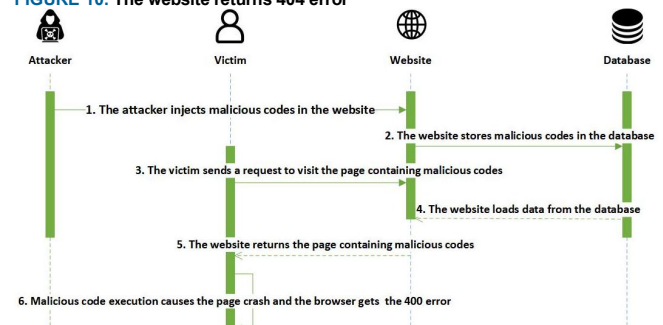 FIGURE 10. The website returns 404 error
Attacker Victim Website Database
1. The attacker injects malicious codes in the website
2. The website stores malicious codes in the database
3. The victim sends a request to visit the page containing malicious codes
4. The website loads data from the database
5. The website returns the page containing malicious codes
6. Malicious code execution causes the page crash and the browser gets the 400 error